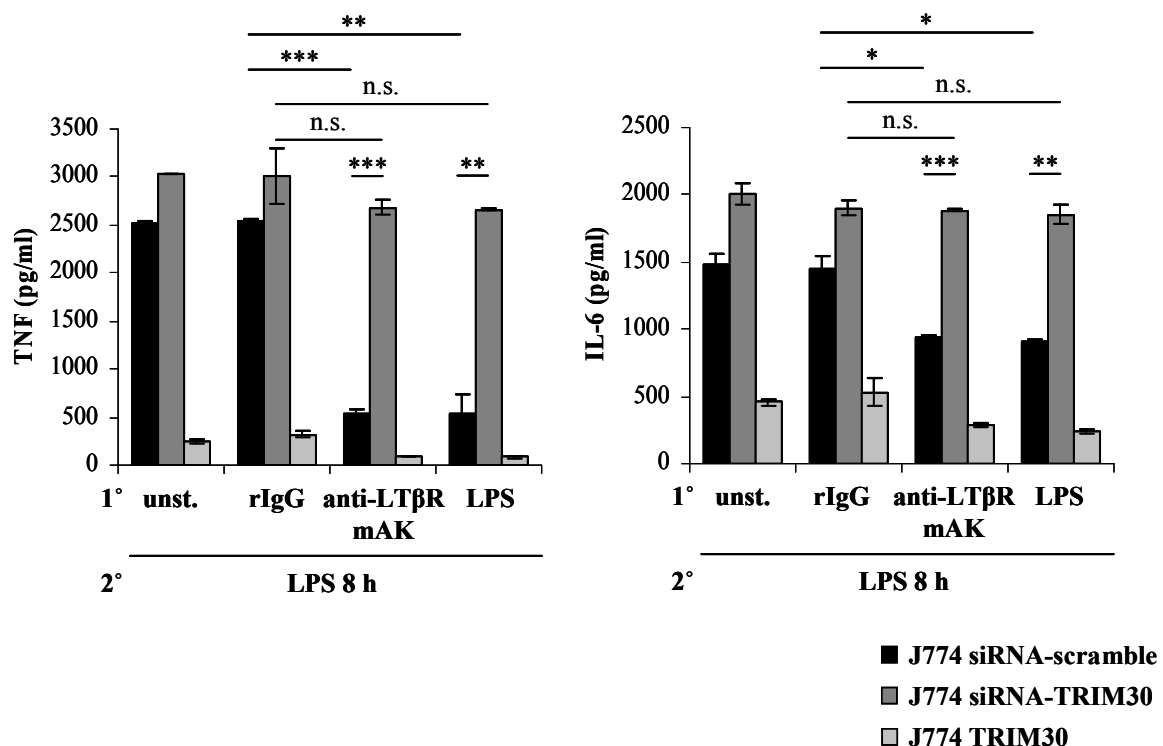 **
***
n.s.
n.s.
*** **
TNF (pg/ml)
3500
3000
2500
2000
1500
1000
500
0
1° unst. rIgG anti-LTβR LPS
mAK
2° LPS 8 h
*
*
n.s.
n.s.
*** **
IL-6 (pg/ml)
2500
2000
1500
1000
500
0
1° unst. rIgG anti-LTβR LPS
mAK
2° LPS 8 h
J774 siRNA-scramble
J774 siRNA-TRIM30
J774 TRIM30